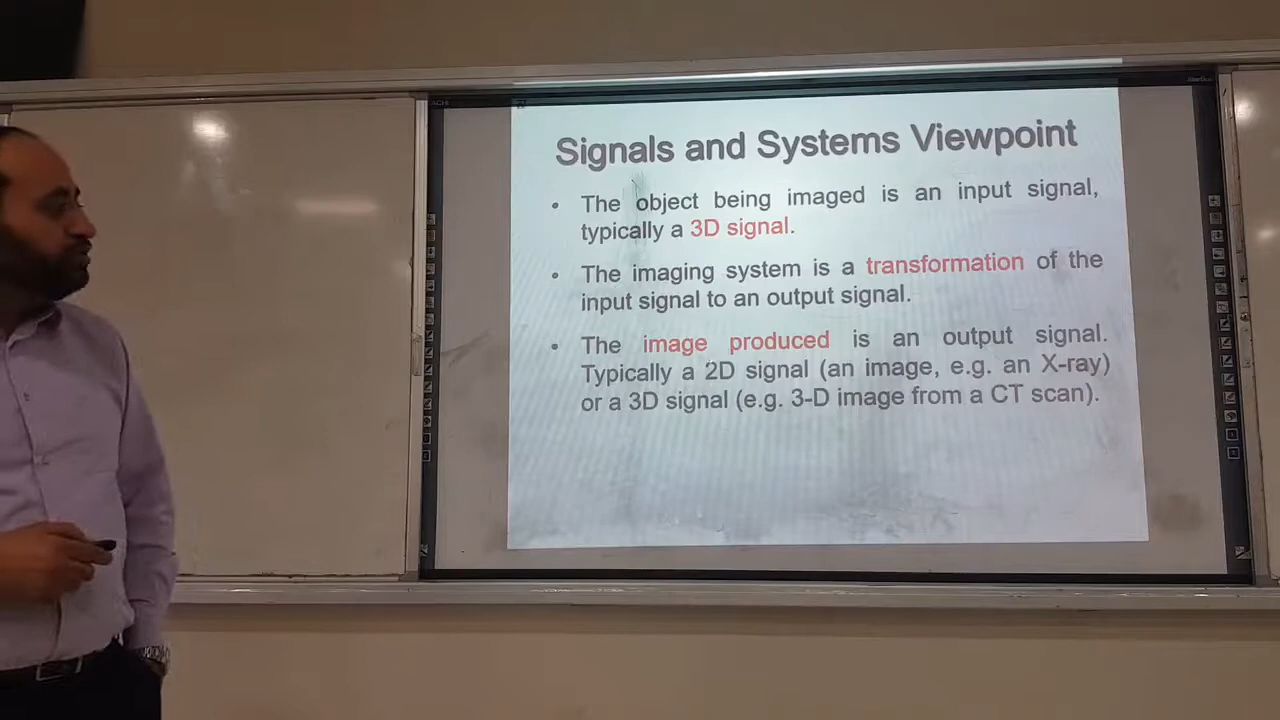 Signals and Systems Viewpoint
• The object being imaged is an input signal,
typically a 3D signal.
• The imaging system is a transformation of the
input signal to an output signal.
• The image produced is an output signal.
Typically a 2D signal (an image, e.g. an X-ray)
or a 3D signal (e.g. 3-D image from a CT scan).